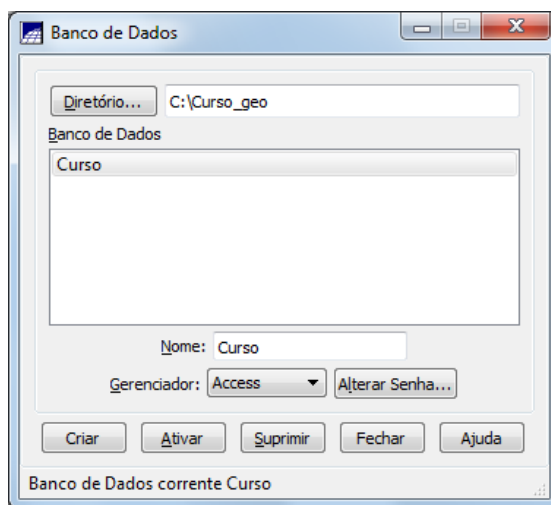 Banco de Dados
Diretório... C:\Curso_geo
Banco de Dados
Curso
Nome: Curso
Gerenciador: Access Alterar Senha...
Criar Ativar Suprimir Fechar Ajuda
Banco de Dados corrente Curso